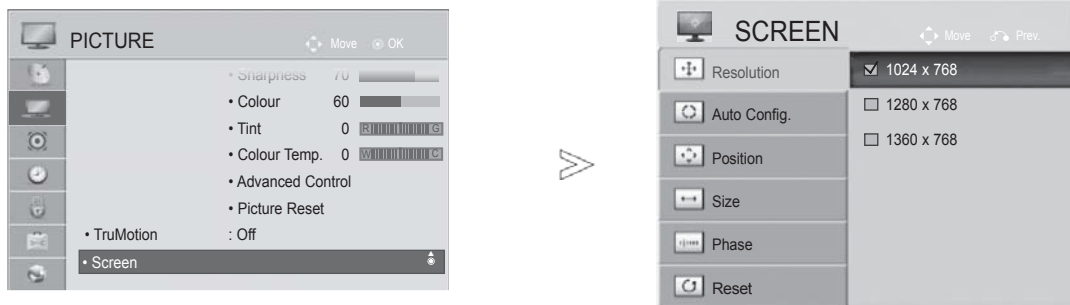 PICTURE
Move OK
• Sharpness 70
• Colour 60
• Tint 0 R G
• Colour Temp. 0 W C
• Advanced Control
• Picture Reset
• TruMotion : Off
• Screen
SCREEN
Move Prev.
Resolution
Auto Config.
Position
Size
Phase
Reset
1024 x 768
1280 x 768
1360 x 768